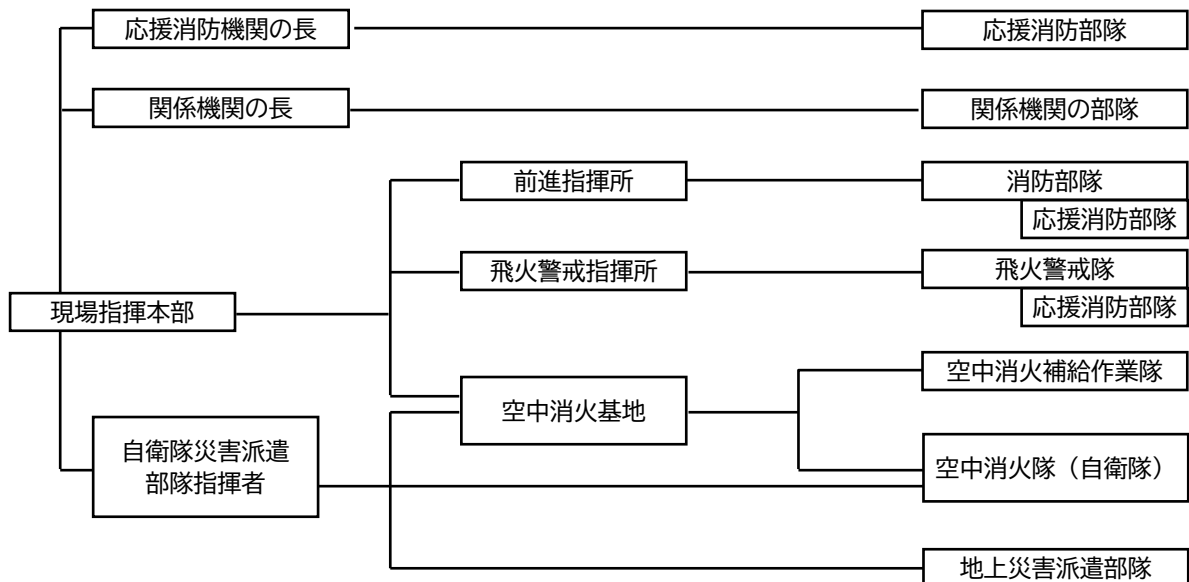 応援消防機関の長
応援消防部隊
関係機関の長
関係機関の部隊
前進指揮所
消防部隊
応援消防部隊
飛火警戒指揮所
飛火警戒隊
応援消防部隊
現場指揮本部
空中消火補給作業隊
空中消火基地
自衛隊災害派遣
部隊指揮者
空中消火隊（自衛隊）
地上災害派遣部隊